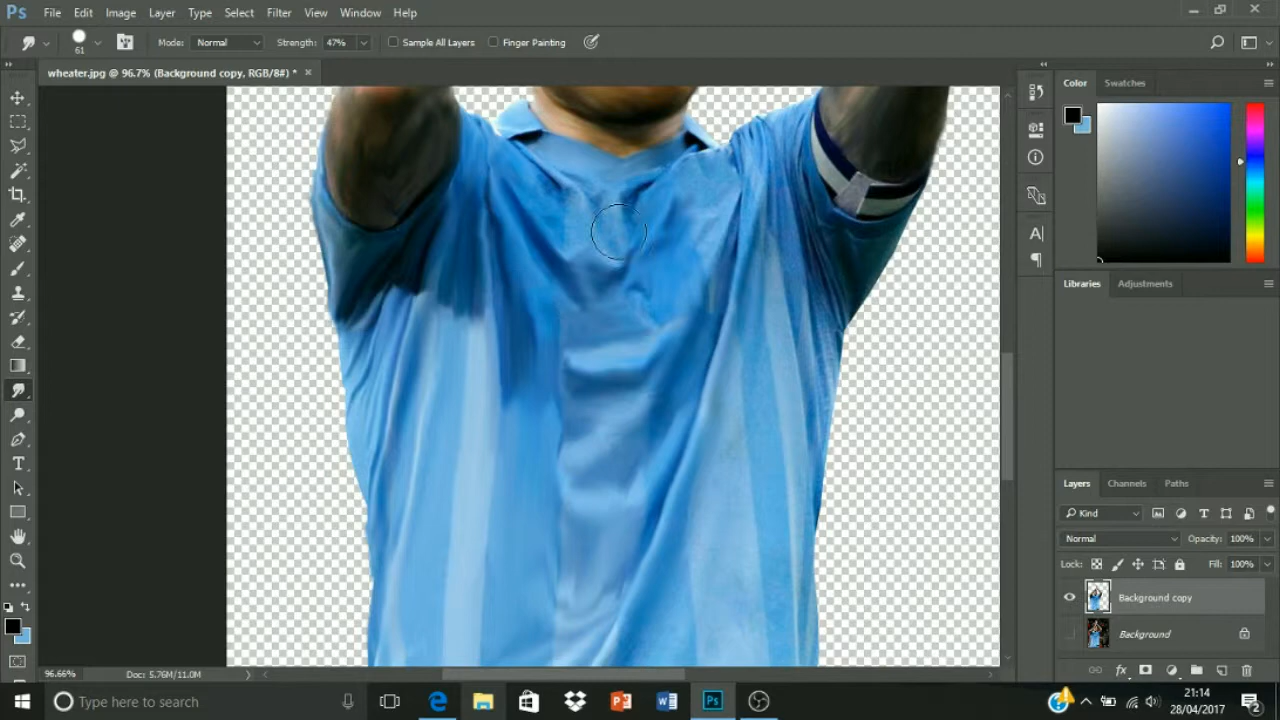 Ps File Edit Image Layer Type Select Filter View Window Help
61 Mode: Normal Strength: 47% Sample All Layers Finger Painting
wheater.jpg @ 96.7% (Background copy, RGB/8#) * ×
Color Swatches
Libraries Adjustments
Layers Channels Paths
Kind
Normal Opacity: 100%
Lock: Fill: 100%
Background copy
Background
96.66% Doc: 5.76M/11.0M
Type here to search
21:14
28/04/2017